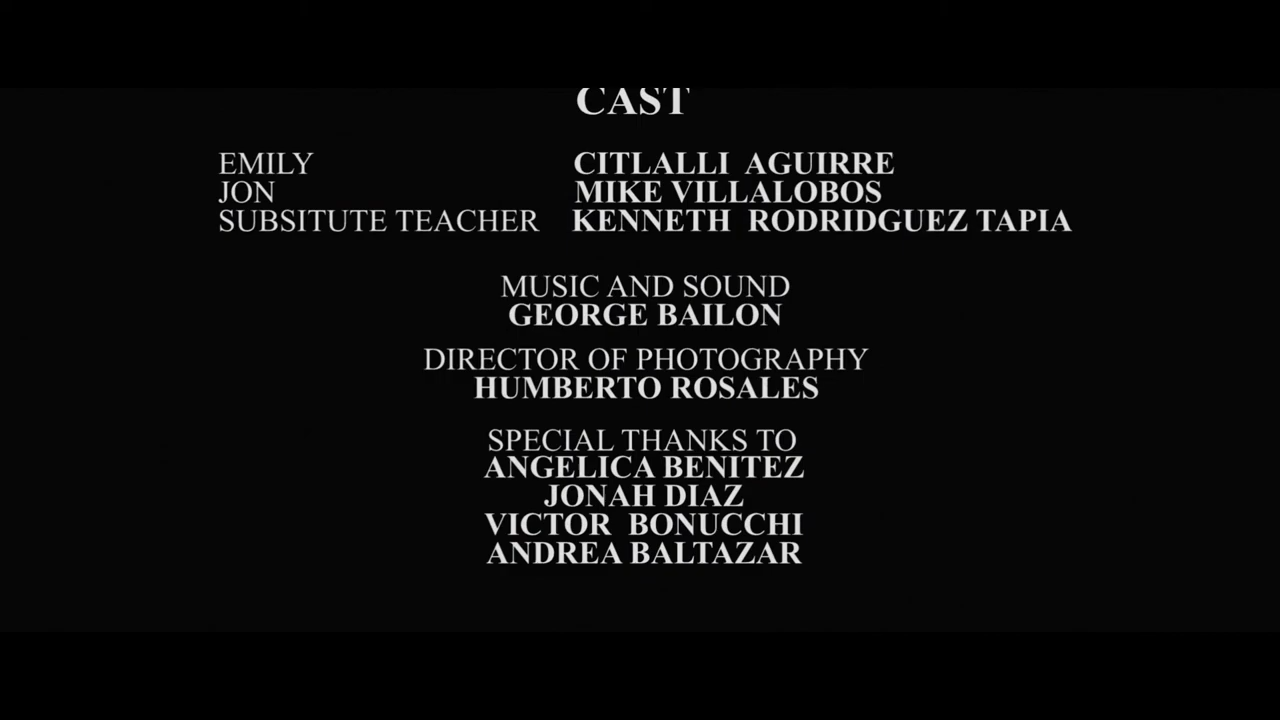 CAST
EMILY CITLALLI AGUIRRE
JON MIKE VILLALOBOS
SUBSITUTE TEACHER KENNETH RODRIDGUEZ TAPIA
MUSIC AND SOUND
GEORGE BAILON
DIRECTOR OF PHOTOGRAPHY
HUMBERTO ROSALES
SPECIAL THANKS TO
ANGELICA BENITEZ
JONAH DIAZ
VICTOR BONUCCHI
ANDREA BALTAZAR